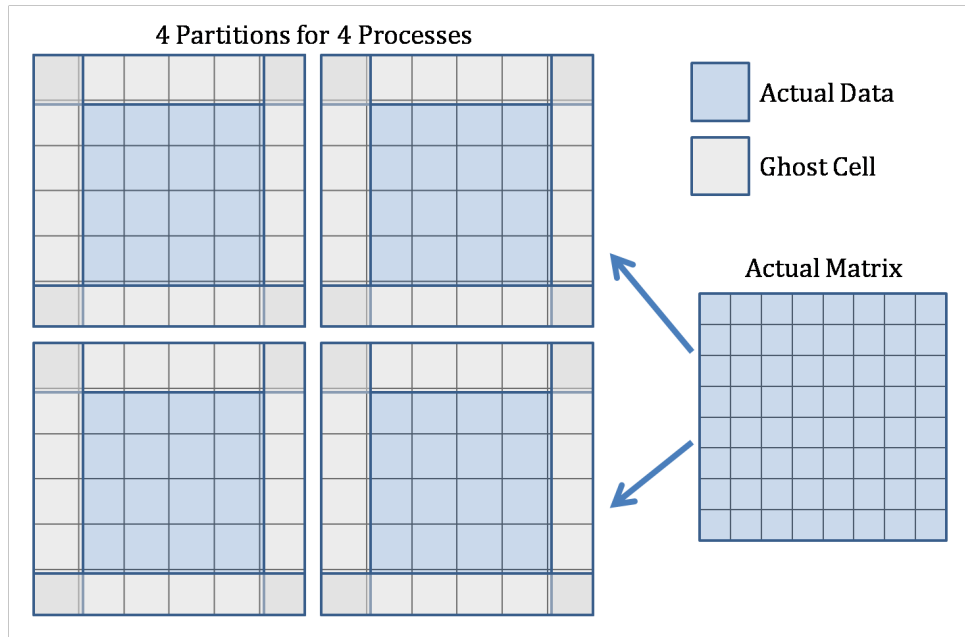 4 Partitions for 4 Processes
Actual Data
Ghost Cell
Actual Matrix